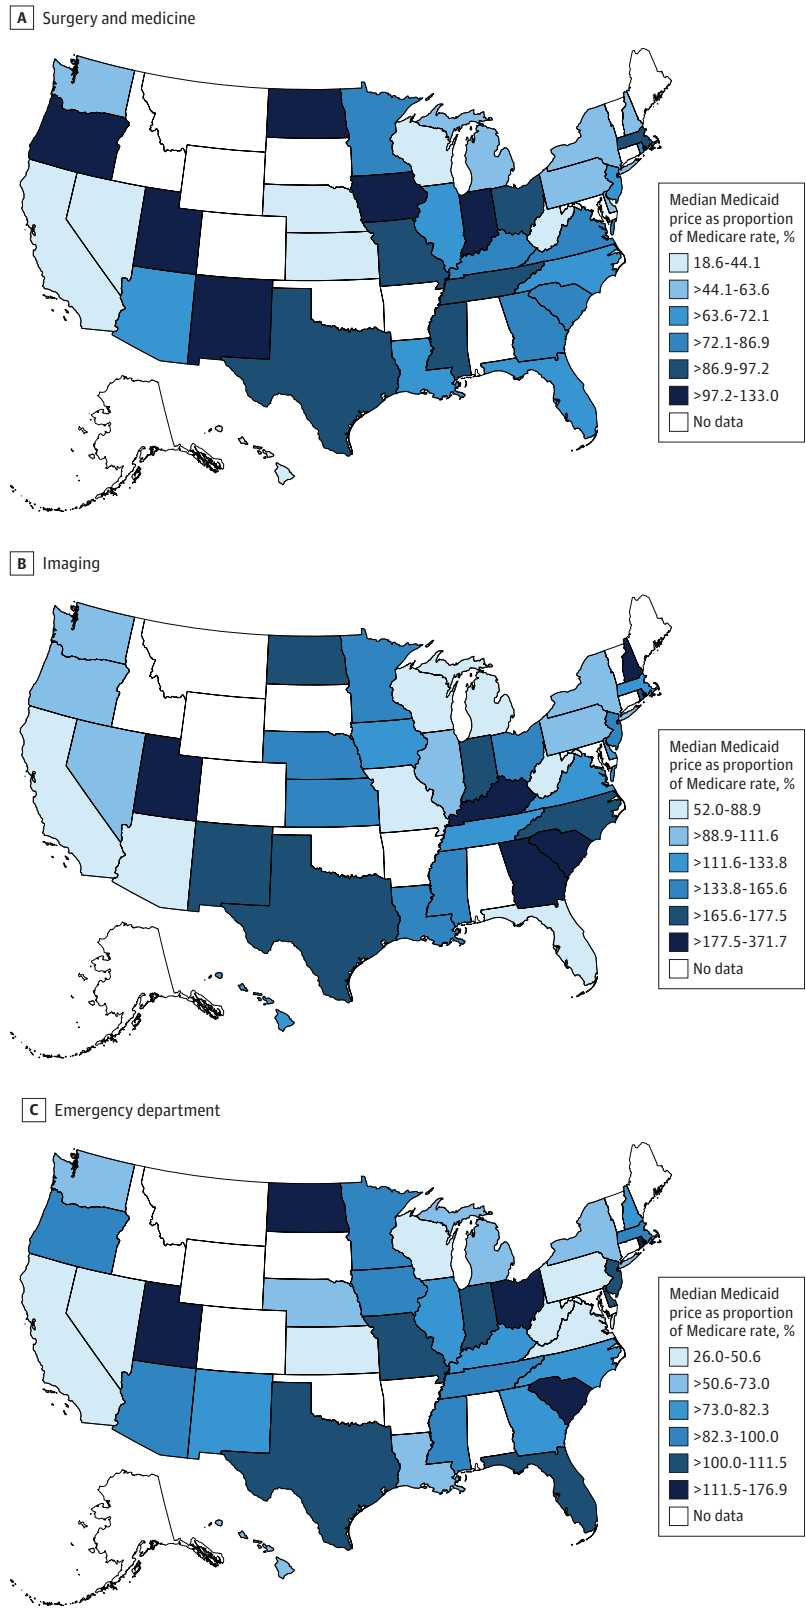 A Surgery and medicine
Median Medicaid
price as proportion
of Medicare rate, %
18.6-44.1
>44.1-63.6
>63.6-72.1
>72.1-86.9
>86.9-97.2
>97.2-133.0
No data
B Imaging
Median Medicaid
price as proportion
of Medicare rate, %
52.0-88.9
>88.9-111.6
>111.6-133.8
>133.8-165.6
>165.6-177.5
>177.5-371.7
No data
C Emergency department
Median Medicaid
price as proportion
of Medicare rate, %
26.0-50.6
>50.6-73.0
>73.0-82.3
>82.3-100.0
>100.0-111.5
>111.5-176.9
No data